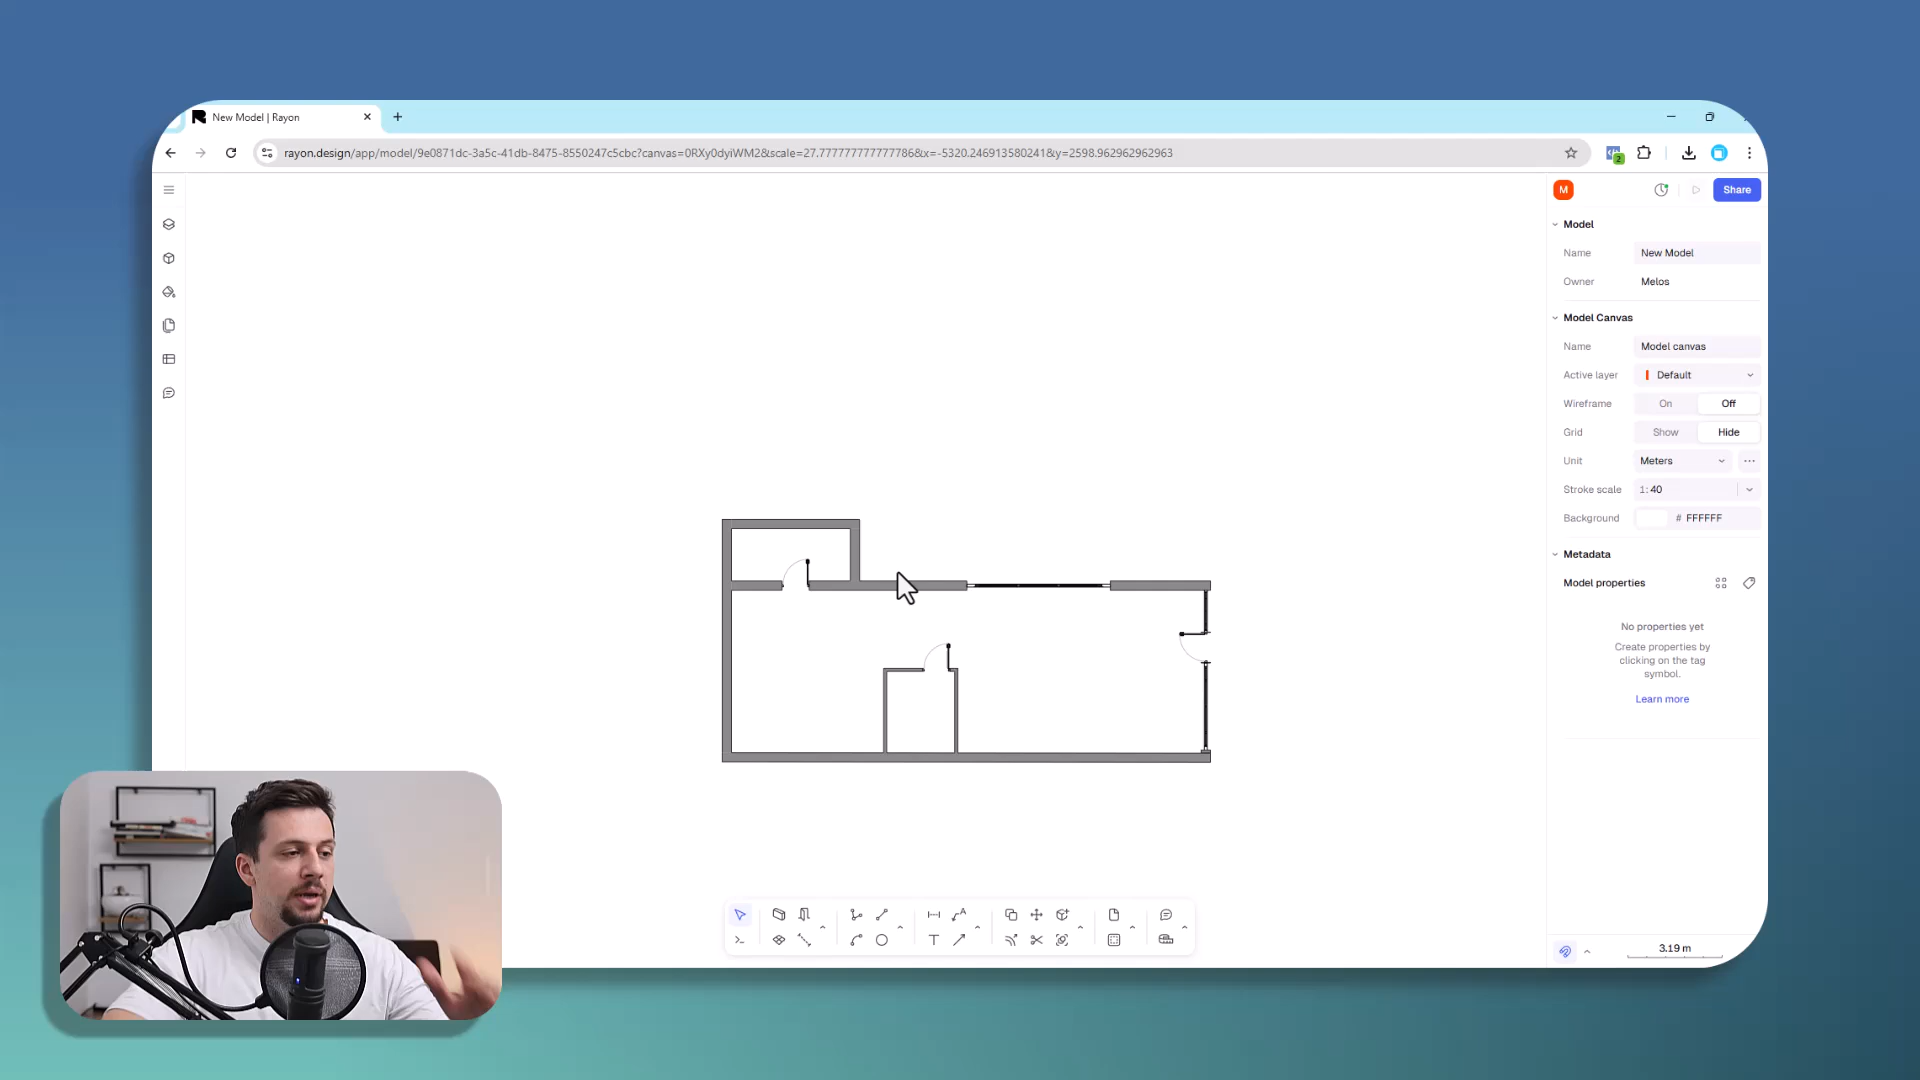 New Model | Rayon
rayon.design/app/model/9e0871dc-3a5c-41db-8475-8550247c5cbc?canvas=0RXy0dyiWM2&scale=27.777777777777786&x=-5320.246913580241&y=2598.962962962963
2
M
Share
Model
Name New Model
Owner Melos
Model Canvas
Name Model canvas
Active layer Default
Wireframe On Off
Grid Show Hide
Unit Meters
Stroke scale 1: 40
Background # FFFFFF
Metadata
Model properties
No properties yet
Create properties by
clicking on the tag
symbol.
Learn more
3.19 m